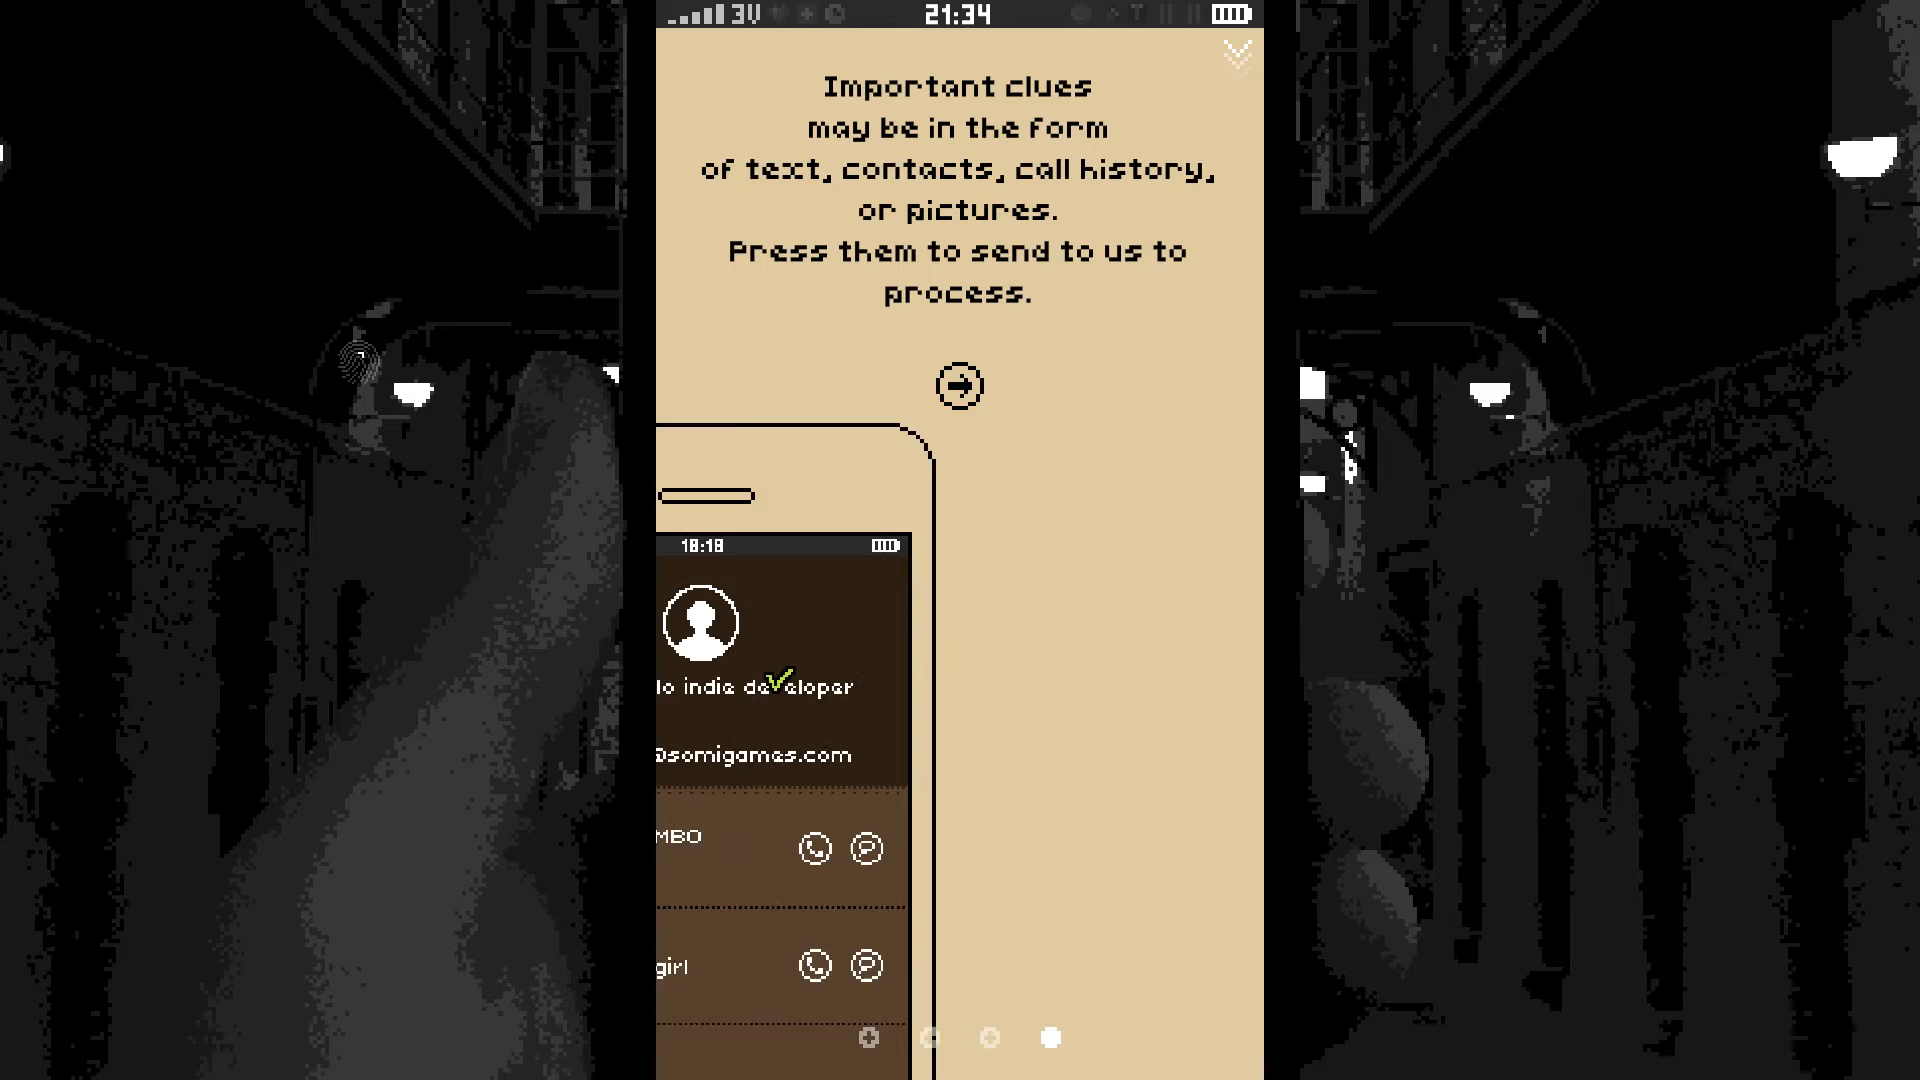 3V
21:34
Important clues
may be in the form
of text, contacts, call history,
or pictures.
Press them to send to us to
process.
18:18
lo indie developer
@somigames.com
MBO
girl